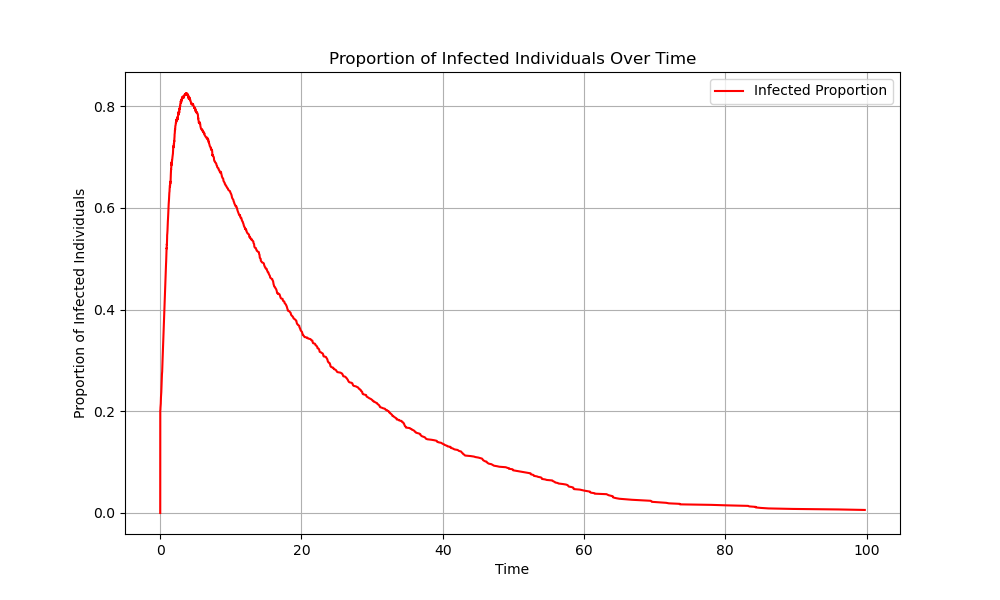 Proportion of Infected Individuals Over Time
Infected Proportion
Proportion of Infected Individuals
0.8
0.6
0.4
0.2
0.0
0 20 40 60 80 100
Time